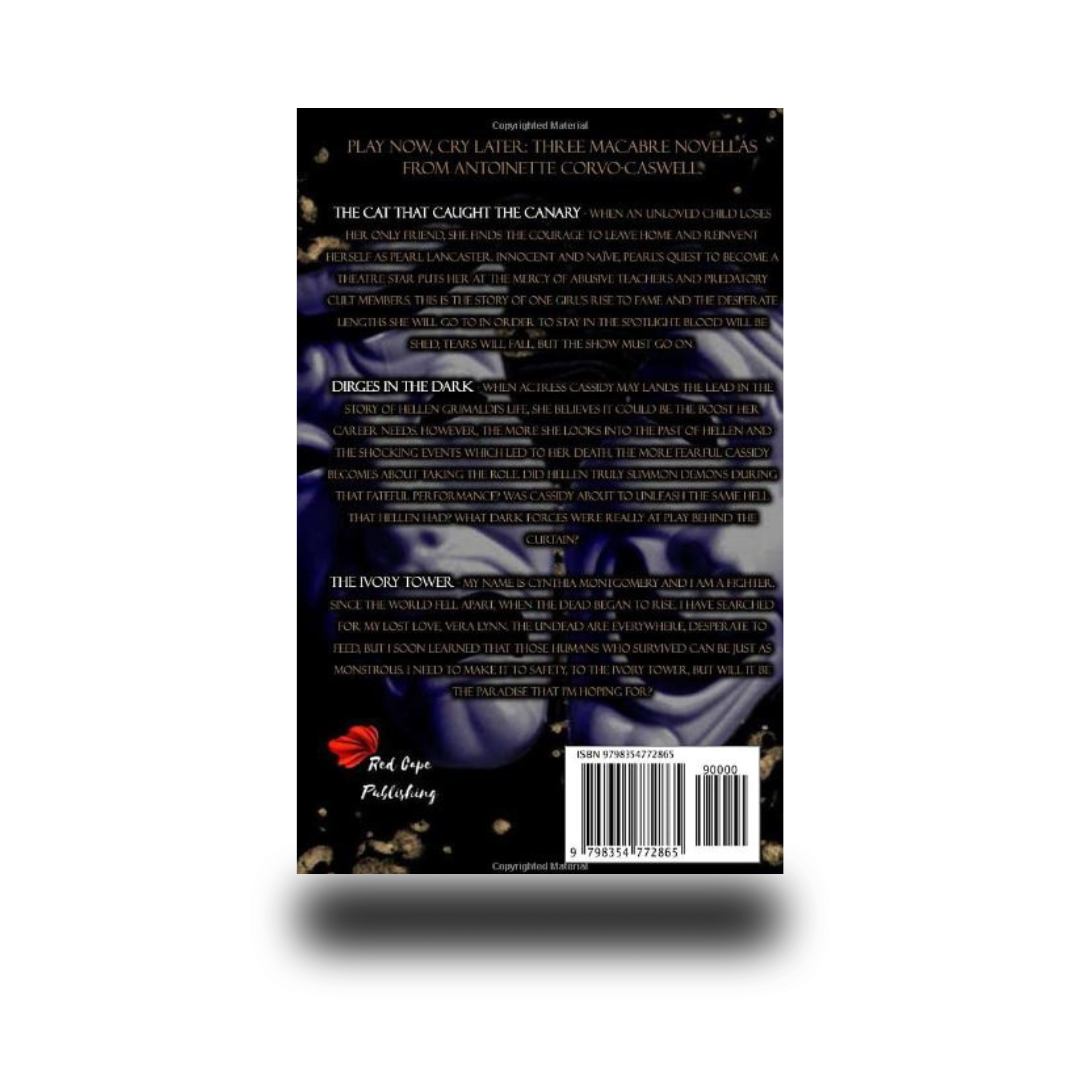 Copyrighted Material
PLAY NOW, CRY LATER: THREE MACABRE NOVELLAS
FROM ANTOINETTE CORVO-CASWELL.
THE CAT THAT CAUGHT THE CANARY - WHEN AN UNLOVED CHILD LOSES
HER ONLY FRIEND, SHE FINDS THE COURAGE TO LEAVE HOME AND REINVENT
HERSELF AS PEARL LANCASTER. INNOCENT AND NAÏVE, PEARL'S QUEST TO BECOME A
THEATRE STAR PUTS HER AT THE MERCY OF ABUSIVE TEACHERS AND PREDATORY
CULT MEMBERS. THIS IS THE STORY OF ONE GIRL'S RISE TO FAME AND THE DESPERATE
LENGTHS SHE WILL GO TO IN ORDER TO STAY IN THE SPOTLIGHT. BLOOD WILL BE
SHED, TEARS WILL FALL, BUT THE SHOW MUST GO ON.
DIRGES IN THE DARK - WHEN ACTRESS CASSIDY MAY LANDS THE LEAD IN THE
STORY OF HELLEN GRIMALDI'S LIFE, SHE BELIEVES IT COULD BE THE BOOST HER
CAREER NEEDS. HOWEVER, THE MORE SHE LOOKS INTO THE PAST OF HELLEN AND
THE SHOCKING EVENTS WHICH LED TO HER DEATH, THE MORE FEARFUL CASSIDY
BECOMES ABOUT TAKING THE ROLE. DID HELLEN TRULY SUMMON DEMONS DURING
THAT FATEFUL PERFORMANCE? WAS CASSIDY ABOUT TO UNLEASH THE SAME HELL
THAT HELLEN HAD? WHAT DARK FORCES WERE REALLY AT PLAY BEHIND THE
CURTAIN?
THE IVORY TOWER - MY NAME IS CYNTHIA MONTGOMERY AND I AM A FIGHTER.
SINCE THE WORLD FELL APART, WHEN THE DEAD BEGAN TO RISE, I HAVE SEARCHED
FOR MY LOST LOVE, VERA LYNN. THE UNDEAD ARE EVERYWHERE, DESPERATE TO
FEED, BUT I SOON LEARNED THAT THOSE HUMANS WHO SURVIVED CAN BE JUST AS
MONSTROUS. I NEED TO MAKE IT TO SAFETY, TO THE IVORY TOWER, BUT WILL IT BE
THE PARADISE THAT I'M HOPING FOR?
Red Cape
Publishing
ISBN 9798354772865
90000
9 798354 772865
Copyrighted Material